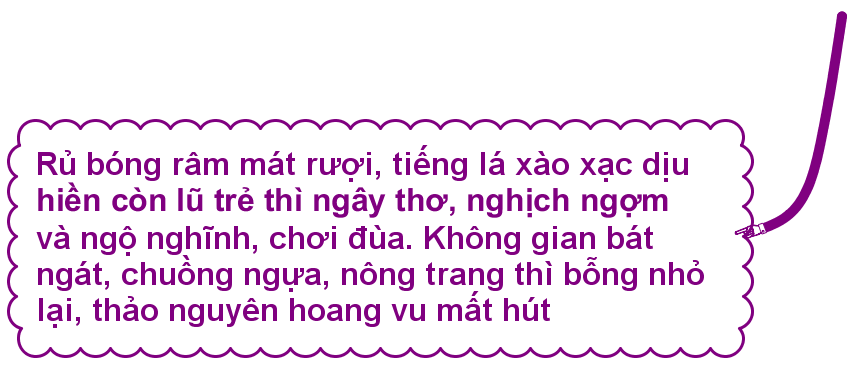 Rủ bóng râm mát rượi, tiếng lá xào xạc dịu
hiền còn lũ trẻ thì ngây thơ, nghịch ngợm
và ngộ nghĩnh, chơi đùa. Không gian bát
ngát, chuồng ngựa, nông trang thì bỗng nhỏ
lại, thảo nguyên hoang vu mất hút